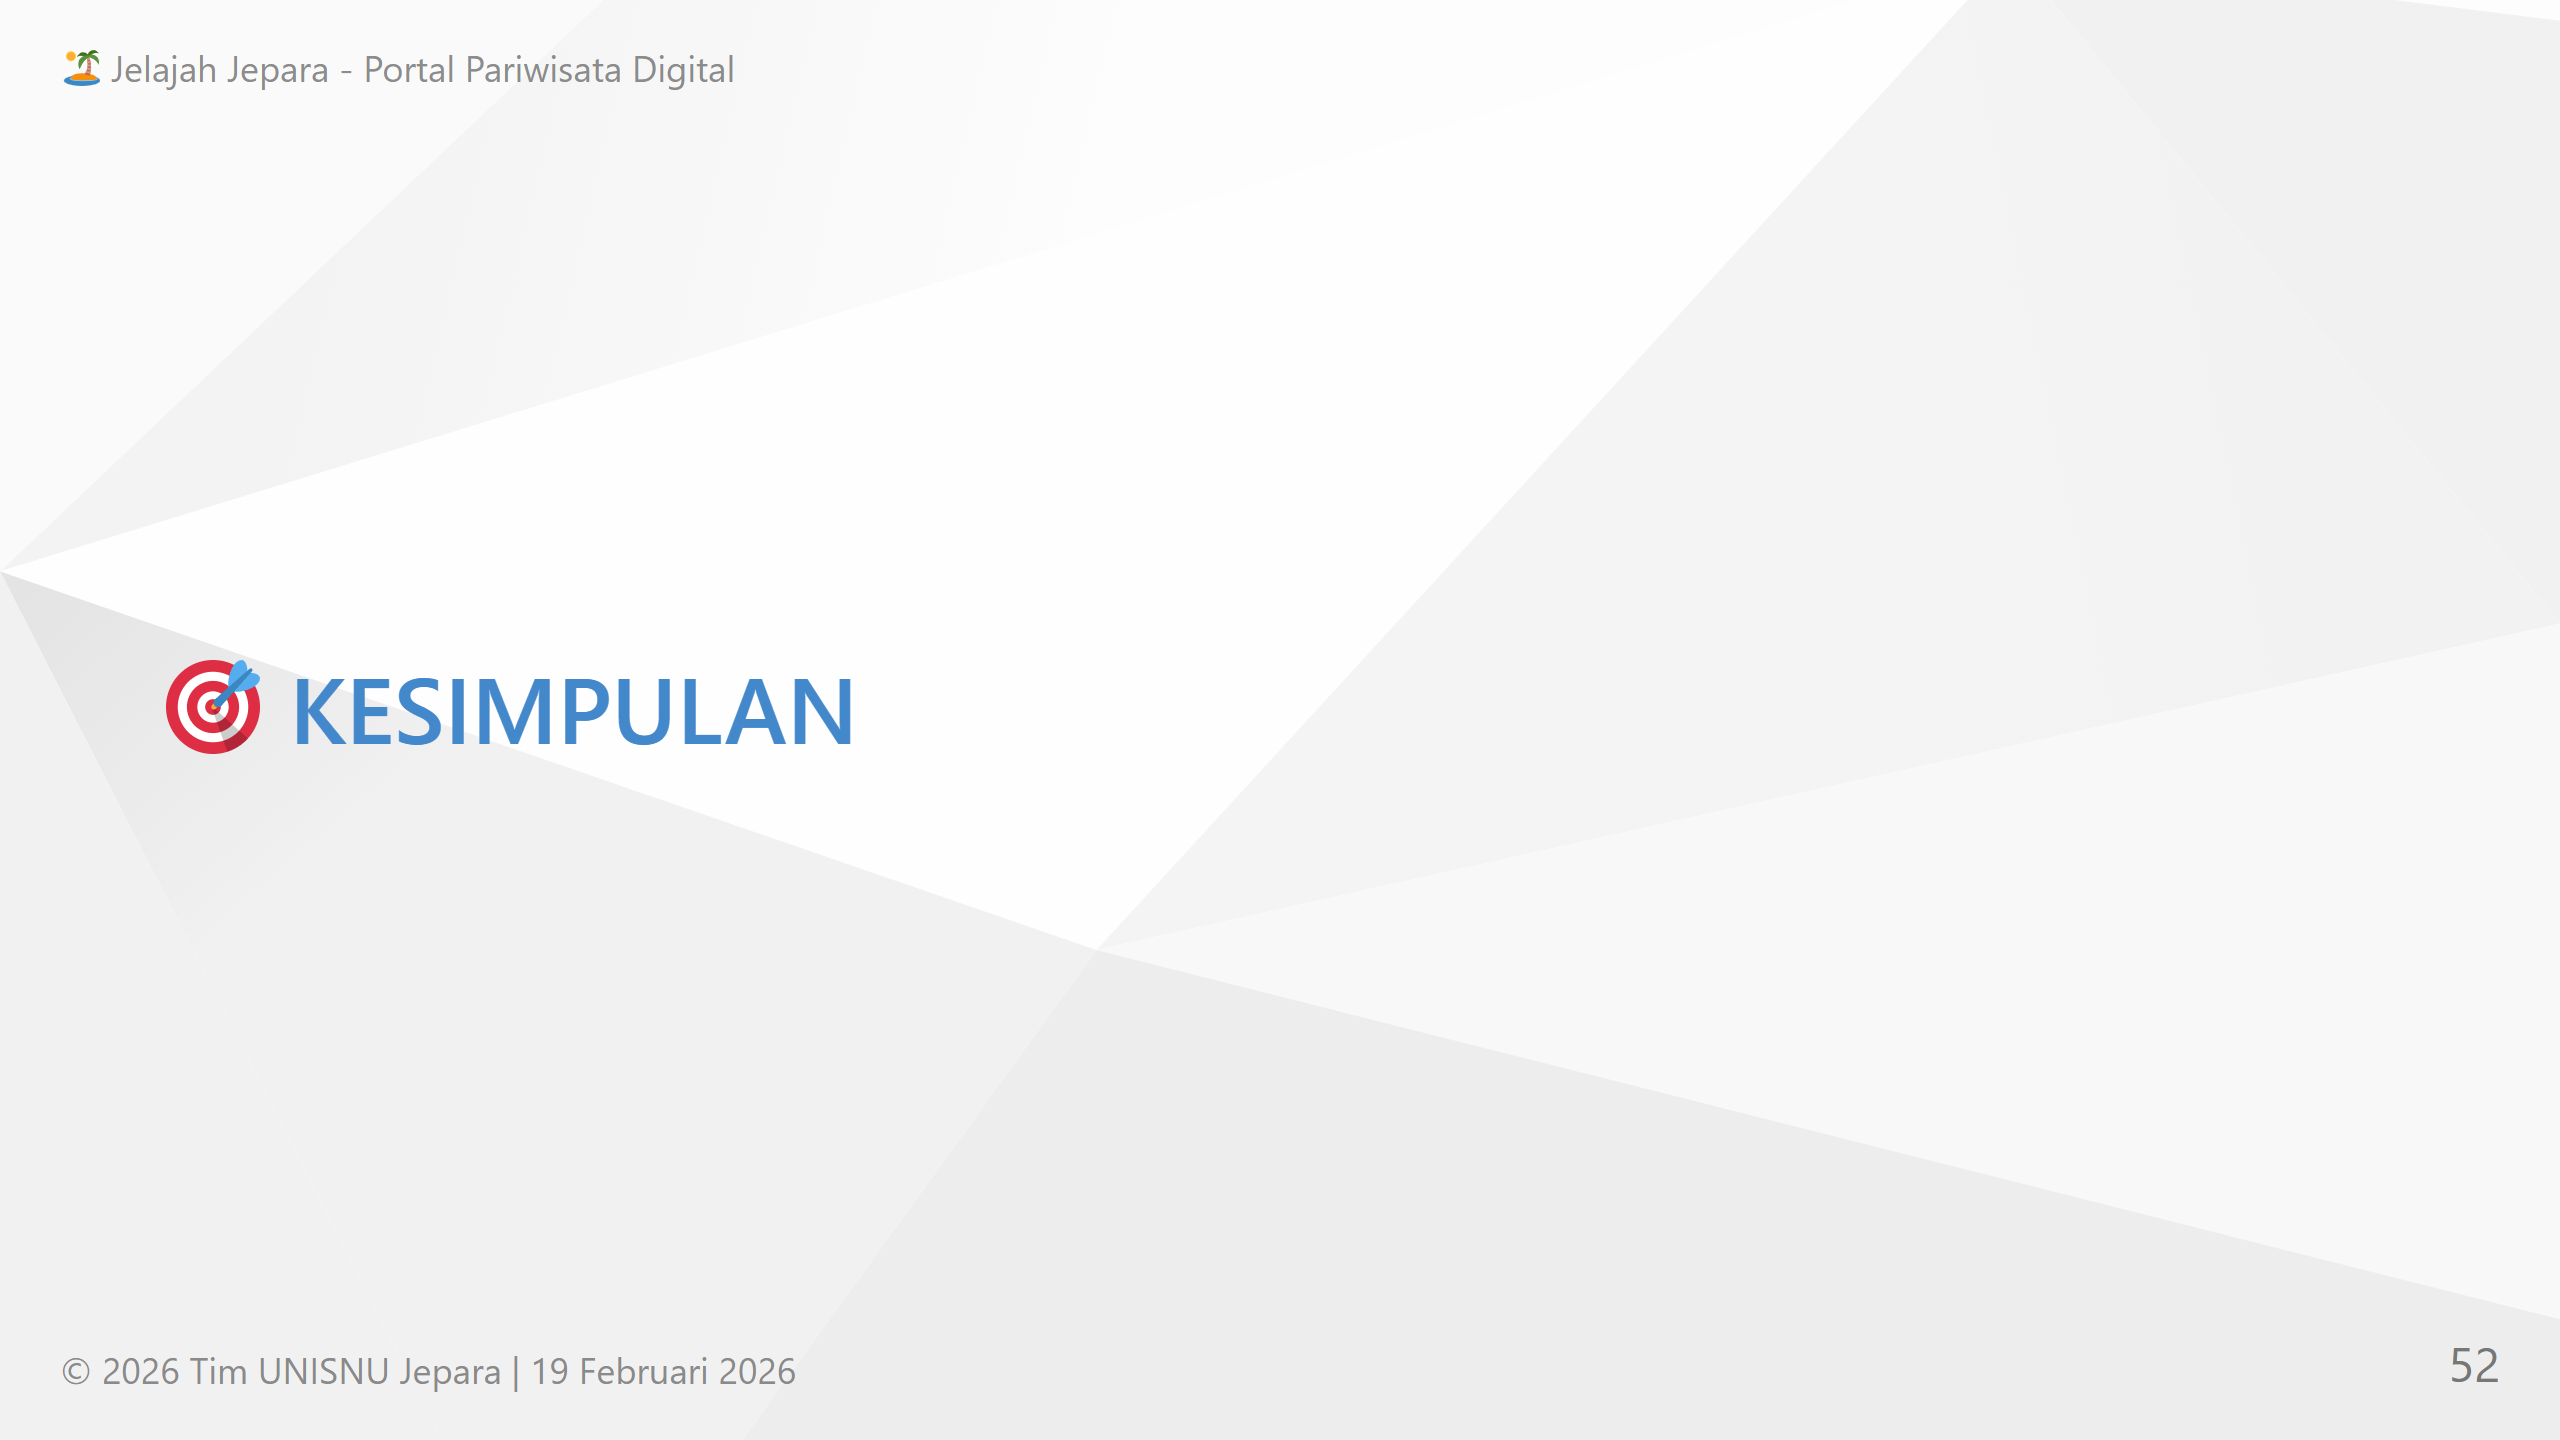 Jelajah Jepara - Portal Pariwisata Digital
KESIMPULAN
© 2026 Tim UNISNU Jepara | 19 Februari 2026
52